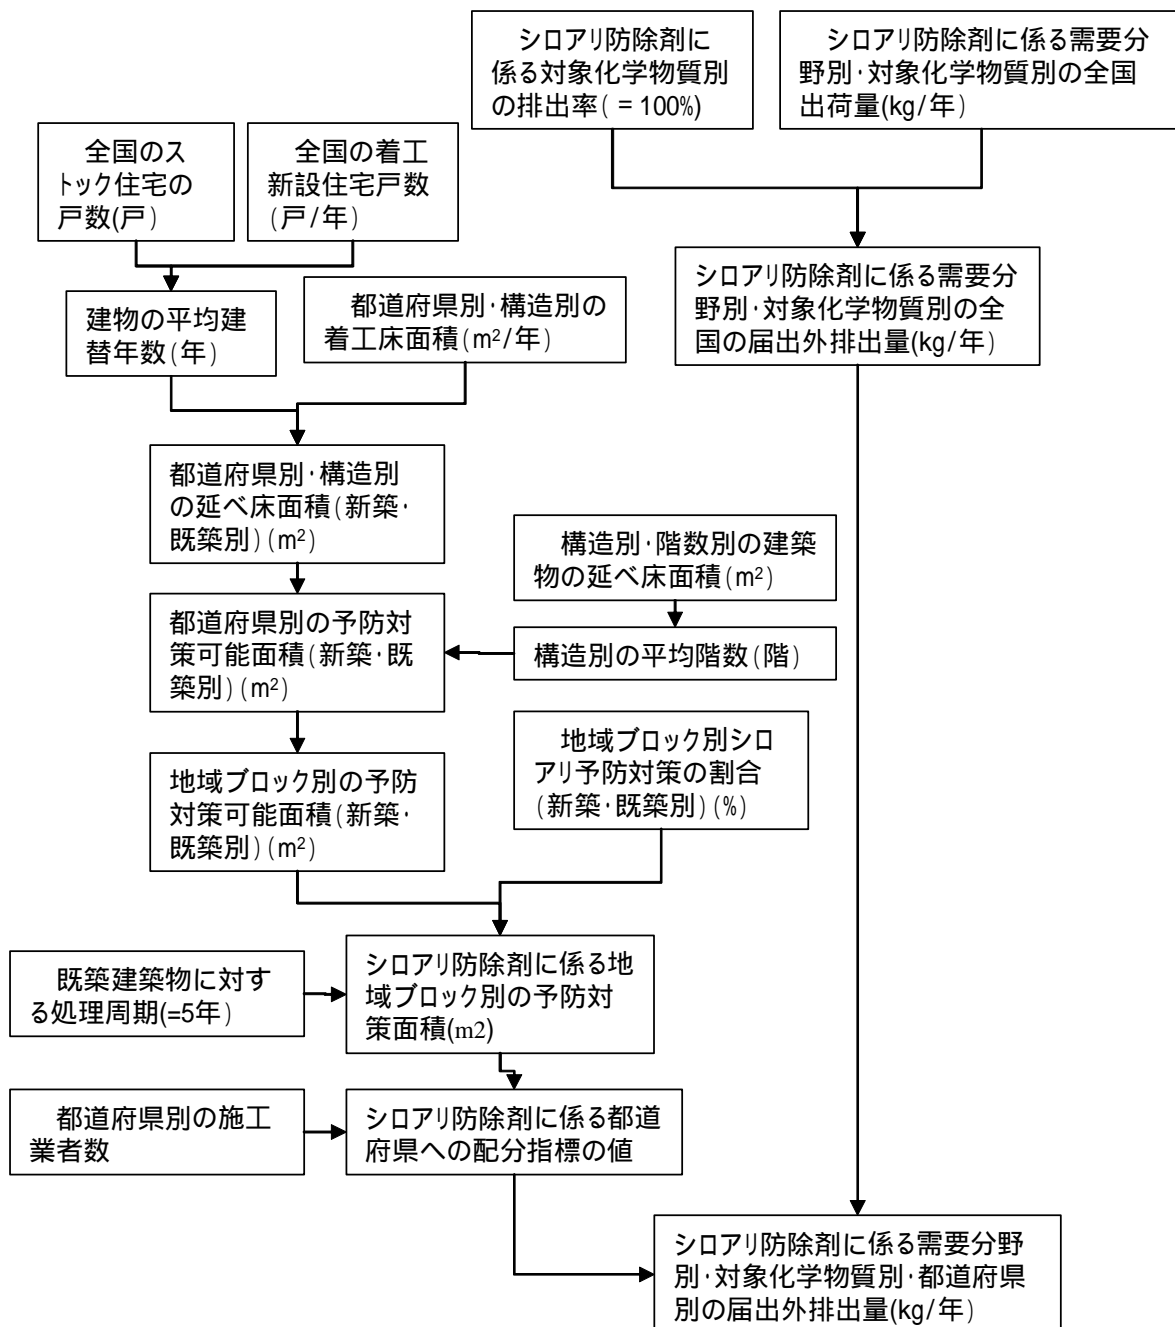 シロアリ防除剤に
係る対象化学物質別
の排出率(=100%)
シロアリ防除剤に係る需要分
野別・対象化学物質別の全国
出荷量(kg/年)
全国のス
トック住宅の
戸数(戸)
全国の着工
新設住宅戸数
(戸/年)
シロアリ防除剤に係る需要分
野別・対象化学物質別の全
国の届出外排出量(kg/年)
建物の平均建
替年数(年)
都道府県別・構造別の
着工床面積(m²/年)
都道府県別・構造別
の延べ床面積(新築・
既築別)(m²)
構造別・階数別の建築
物の延べ床面積(m²)
都道府県別の予防対
策可能面積(新築・既
築別)(m²)
構造別の平均階数(階)
地域ブロック別の予防
対策可能面積(新築・
既築別)(m²)
地域ブロック別シロ
アリ予防対策の割合
(新築・既築別)(%)
既築建築物に対す
る処理周期(=5年)
シロアリ防除剤に係る地
域ブロック別の予防対
策面積(m2)
都道府県別の施工
業者数
シロアリ防除剤に係る都道
府県への配分指標の値
シロアリ防除剤に係る需要分野
別・対象化学物質別・都道府県
別の届出外排出量(kg/年)